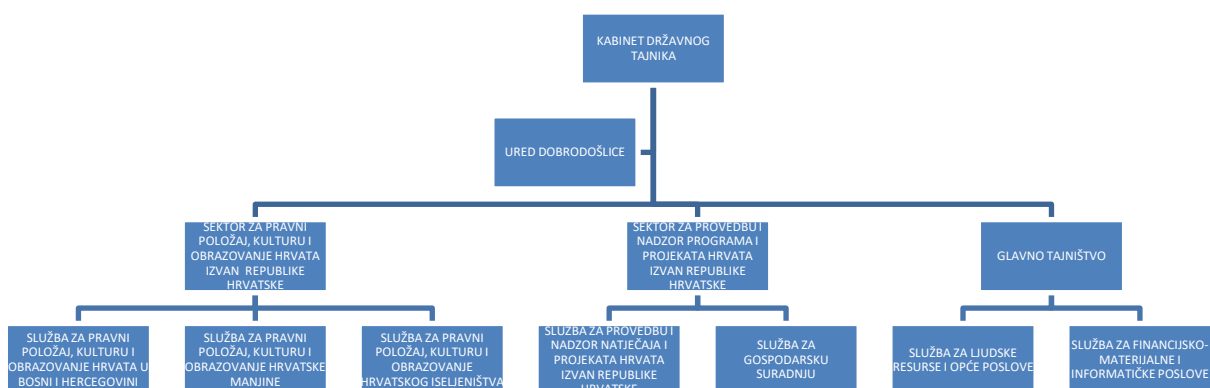 KABINET DRŽAVNOG
TAJNIKA
URED DOBRODOŠLICE
SEKTOR ZA PRAVNI
POLOŽAJ, KULTURU I
OBRAZOVANJE HRVATA
IZVAN REPUBLIKE
HRVATSKE
SEKTOR ZA PROVEDBU I
NADZOR PROGRAMA I
PROJEKATA HRVATA
IZVAN REPUBLIKE
HRVATSKE
GLAVNO TAJNIŠTVO
SLUŽBA ZA PRAVNI
POLOŽAJ, KULTURU I
OBRAZOVANJE HRVATA U
BOSNI I HERCEGOVINI
SLUŽBA ZA PRAVNI
POLOŽAJ, KULTURU I
OBRAZOVANJE HRVATSKE
MANJINE
SLUŽBA ZA PRAVNI
POLOŽAJ, KULTURU I
OBRAZOVANJE
HRVATSKOG ISELJENIŠTVA
SLUŽBA ZA PROVEDBU I
NADZOR NATJEČAJA I
PROJEKATA HRVATA
IZVAN REPUBLIKE
HRVATSKE
SLUŽBA ZA
GOSPODARSKU
SURADNJU
SLUŽBA ZA LJUDSKE
RESURSE I OPĆE POSLOVE
SLUŽBA ZA FINANCIJSKO-
MATERIJALNE I
INFORMATIČKE POSLOVE